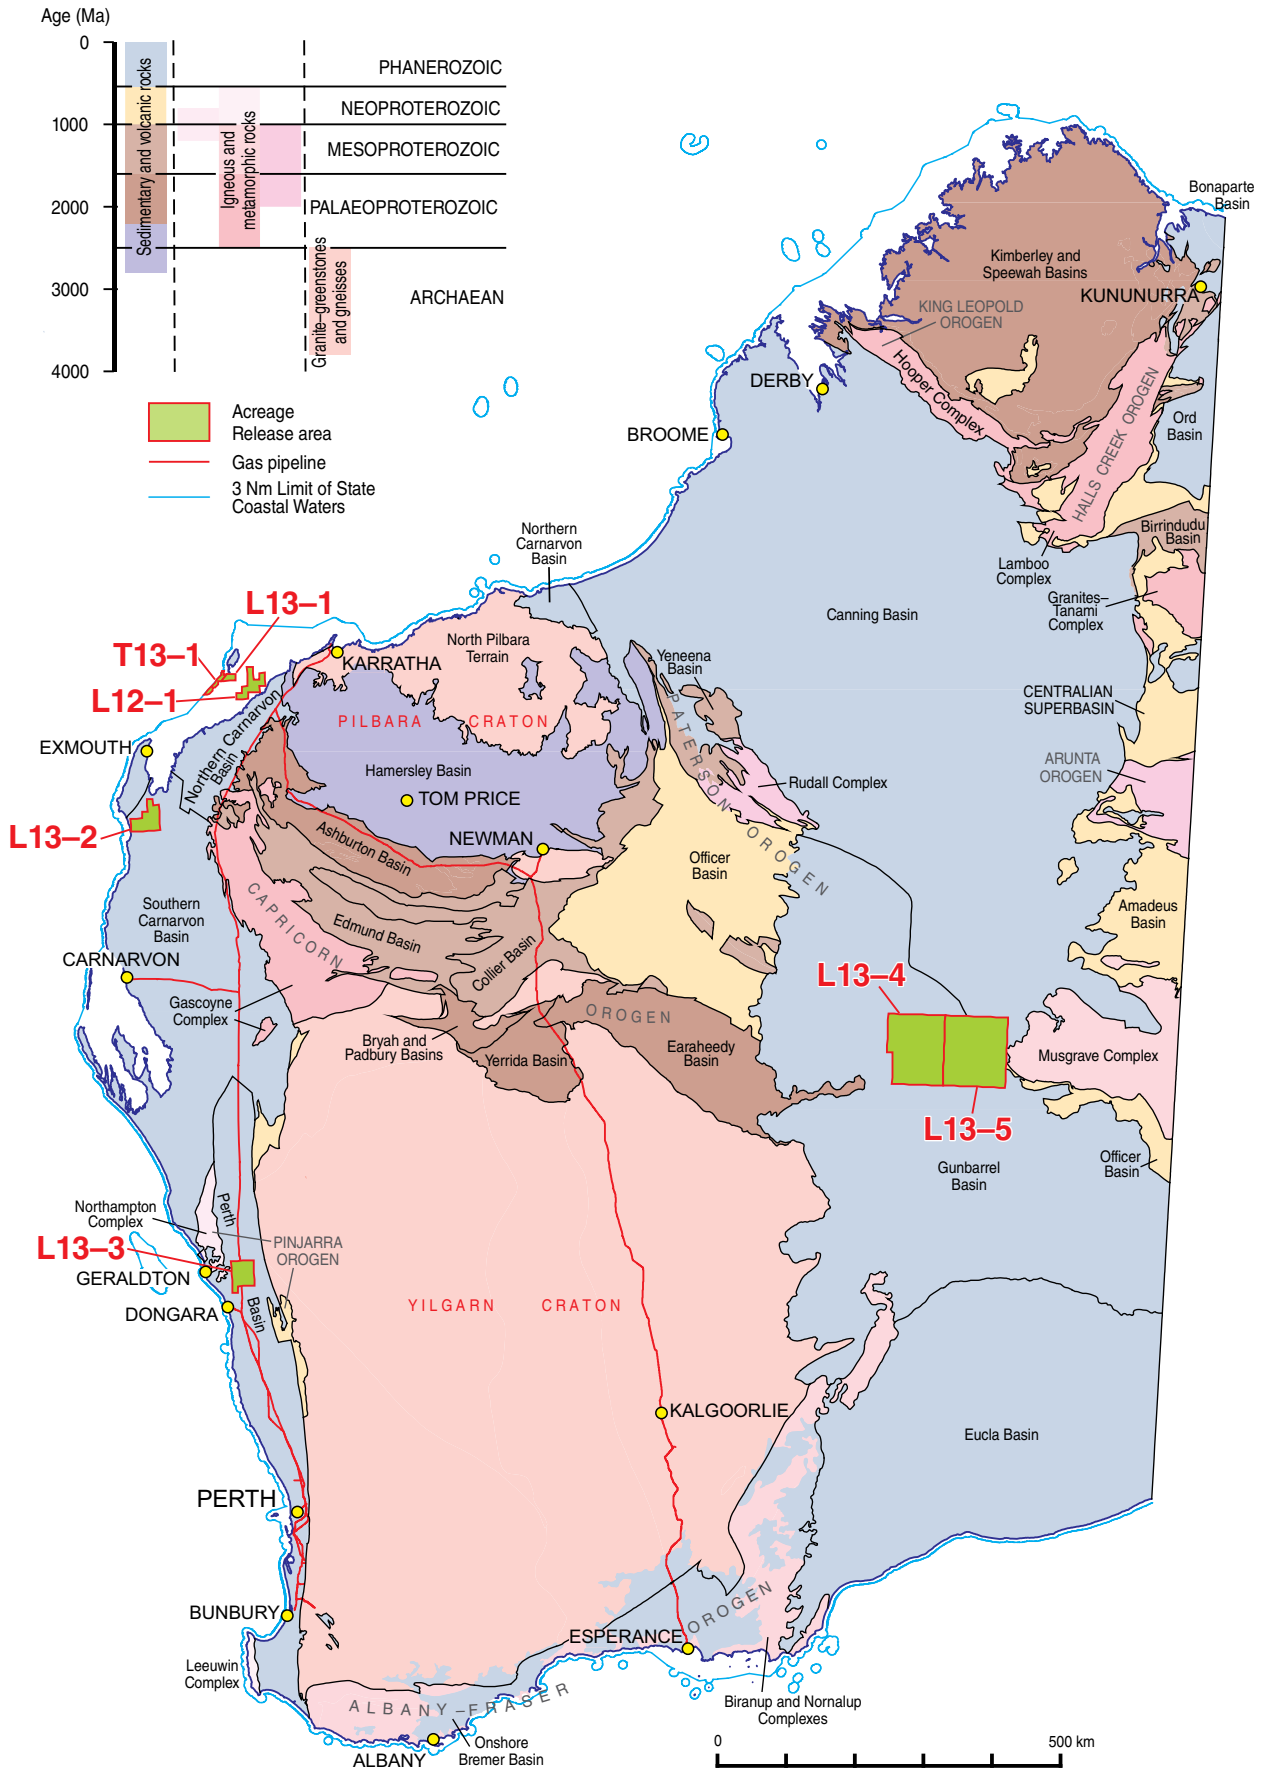 Age (Ma)
0
1000
2000
3000
4000
Sedimentary and volcanic rocks
Igneous and
metamorphic rocks
Granite–greenstones
and gneisses
PHANEROZOIC
NEOPROTEROZOIC
MESOPROTEROZOIC
PALAEOPROTEROZOIC
ARCHAEAN
Acreage
Release area
Gas pipeline
3 Nm Limit of State
Coastal Waters
Bonaparte
Basin
Kimberley and
Speewah Basins
KUNUNURRA
KING LEOPOLD
OROGEN
Hooper Complex
DERBY
HALLS CREEK OROGEN
Ord
Basin
BROOME
Northern
Carnarvon
Basin
Birrindudu
Basin
Lamboo
Complex
Granites–
Tanami
Complex
Canning Basin
L13–1
T13–1
L12–1
KARRATHA
North Pilbara
Terrain
Yeneena
Basin
CENTRALIAN
SUPERBASIN
PILBARA CRATON
EXMOUTH
Northern Carnarvon
Basin
Hamersley Basin
TOM PRICE
PATERSON OROGEN
Rudall Complex
ARUNTA
OROGEN
L13–2
NEWMAN
Ashburton Basin
Officer
Basin
CAPRICORN
OROGEN
Southern
Carnarvon
Basin
Edmund Basin
Collier Basin
Amadeus
Basin
CARNARVON
L13–4
Gascoyne
Complex
Bryah and
Padbury Basins
Yerrida Basin
Earaheedy
Basin
Musgrave Complex
L13–5
Gunbarrel
Basin
Officer
Basin
Northampton
Complex
Perth
Basin
PINJARRA
OROGEN
L13–3
GERALDTON
DONGARA
YILGARN CRATON
KALGOORLIE
Eucla Basin
PERTH
BUNBURY
ESPERANCE
OROGEN
Leeuwin
Complex
ALBANY–FRASER
Biranup and Nornalup
Complexes
Onshore
Bremer Basin
ALBANY
0
500 km